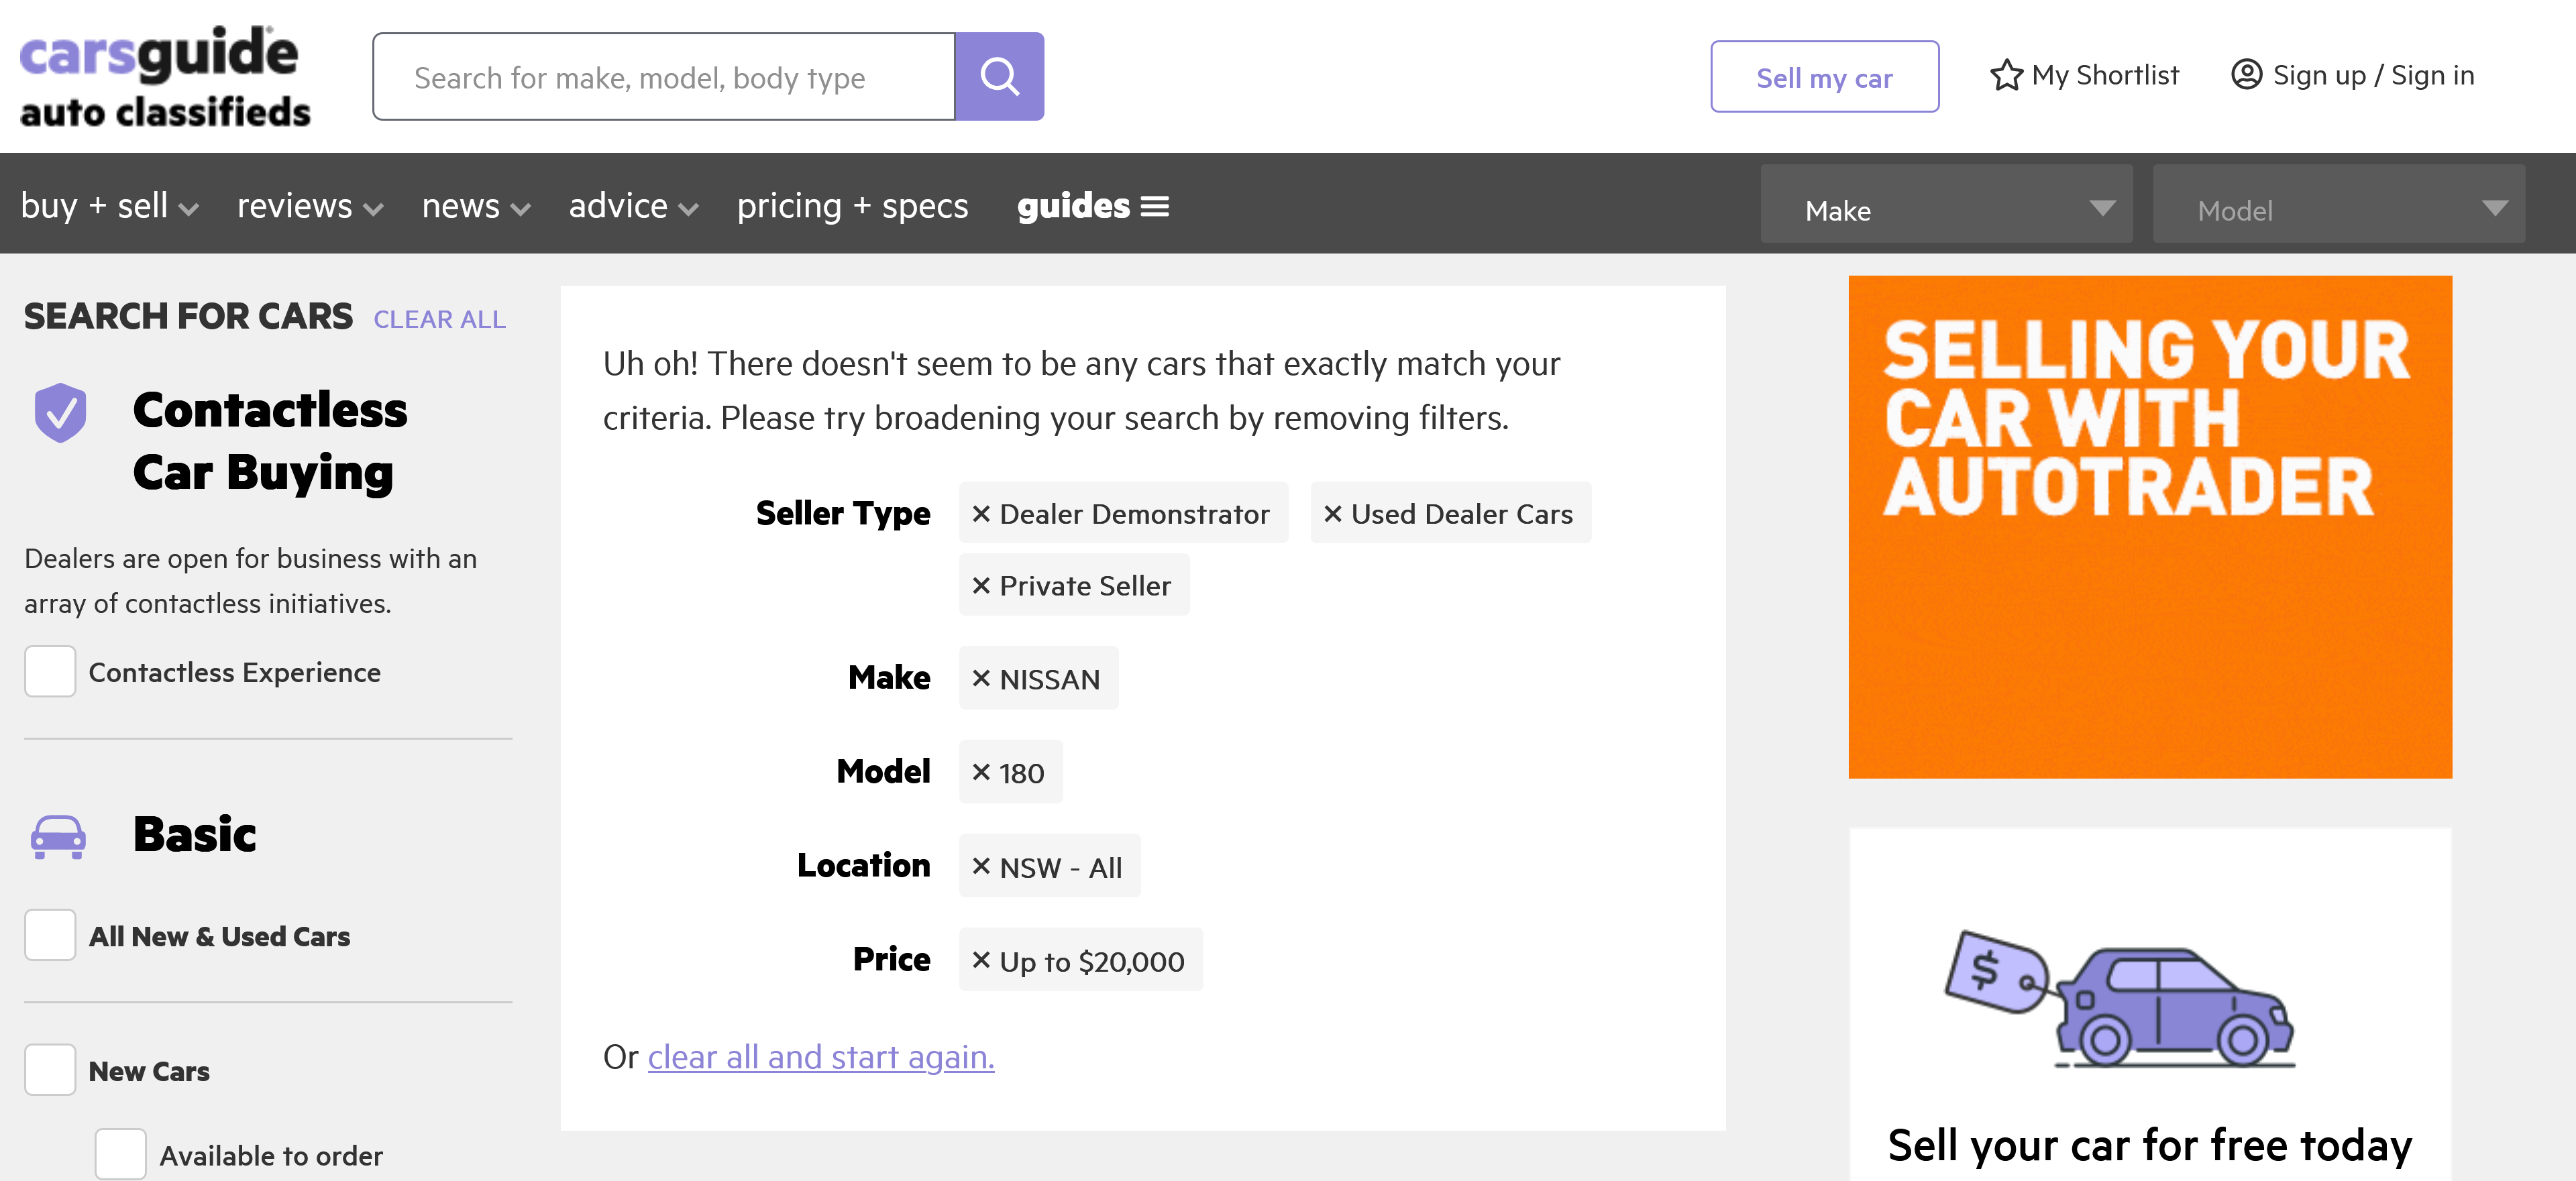 carsguide
auto classifieds
Search for make, model, body type
Sell my car
My Shortlist
Sign up / Sign in
buy + sell
reviews
news
advice
pricing + specs
guides
Make
Model
SEARCH FOR CARS CLEAR ALL
Contactless
Car Buying
Dealers are open for business with an
array of contactless initiatives.
Contactless Experience
Basic
All New & Used Cars
New Cars
Available to order
Uh oh! There doesn't seem to be any cars that exactly match your
criteria. Please try broadening your search by removing filters.
Seller Type × Dealer Demonstrator × Used Dealer Cars
× Private Seller
Make × NISSAN
Model × 180
Location × NSW - All
Price × Up to $20,000
Or clear all and start again.
SELLING YOUR
CAR WITH
AUTOTRADER
$
Sell your car for free today